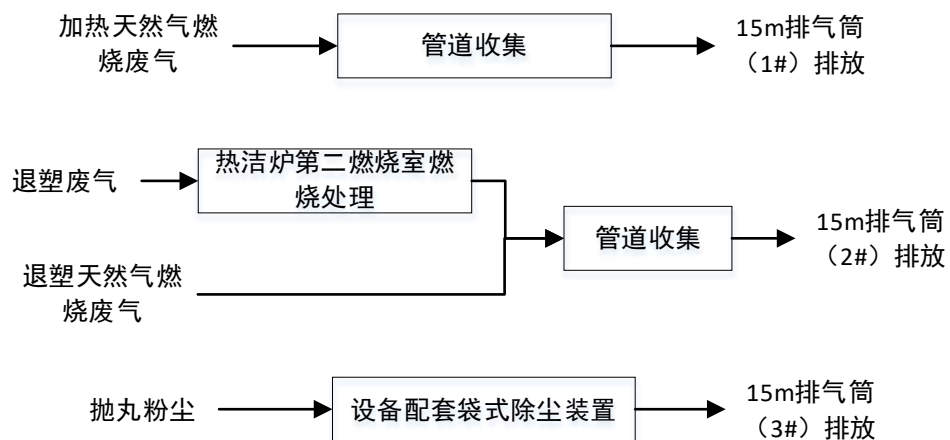 加热天然气燃
烧废气
管道收集
15m排气筒
（1#）排放
退塑废气
热洁炉第二燃烧室燃
烧处理
退塑天然气燃
烧废气
管道收集
15m排气筒
（2#）排放
抛丸粉尘
设备配套袋式除尘装置
15m排气筒
（3#）排放